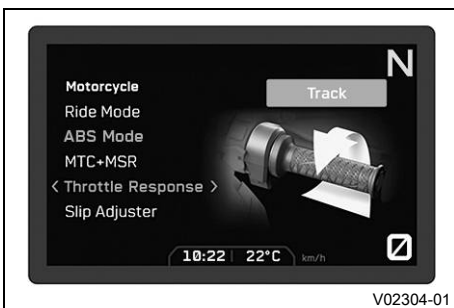 N
Motorcycle
Track
Ride Mode
ABS Mode
MTC+MSR
< Throttle Response >
Slip Adjuster
10:22 22°C km/h
V02304-01